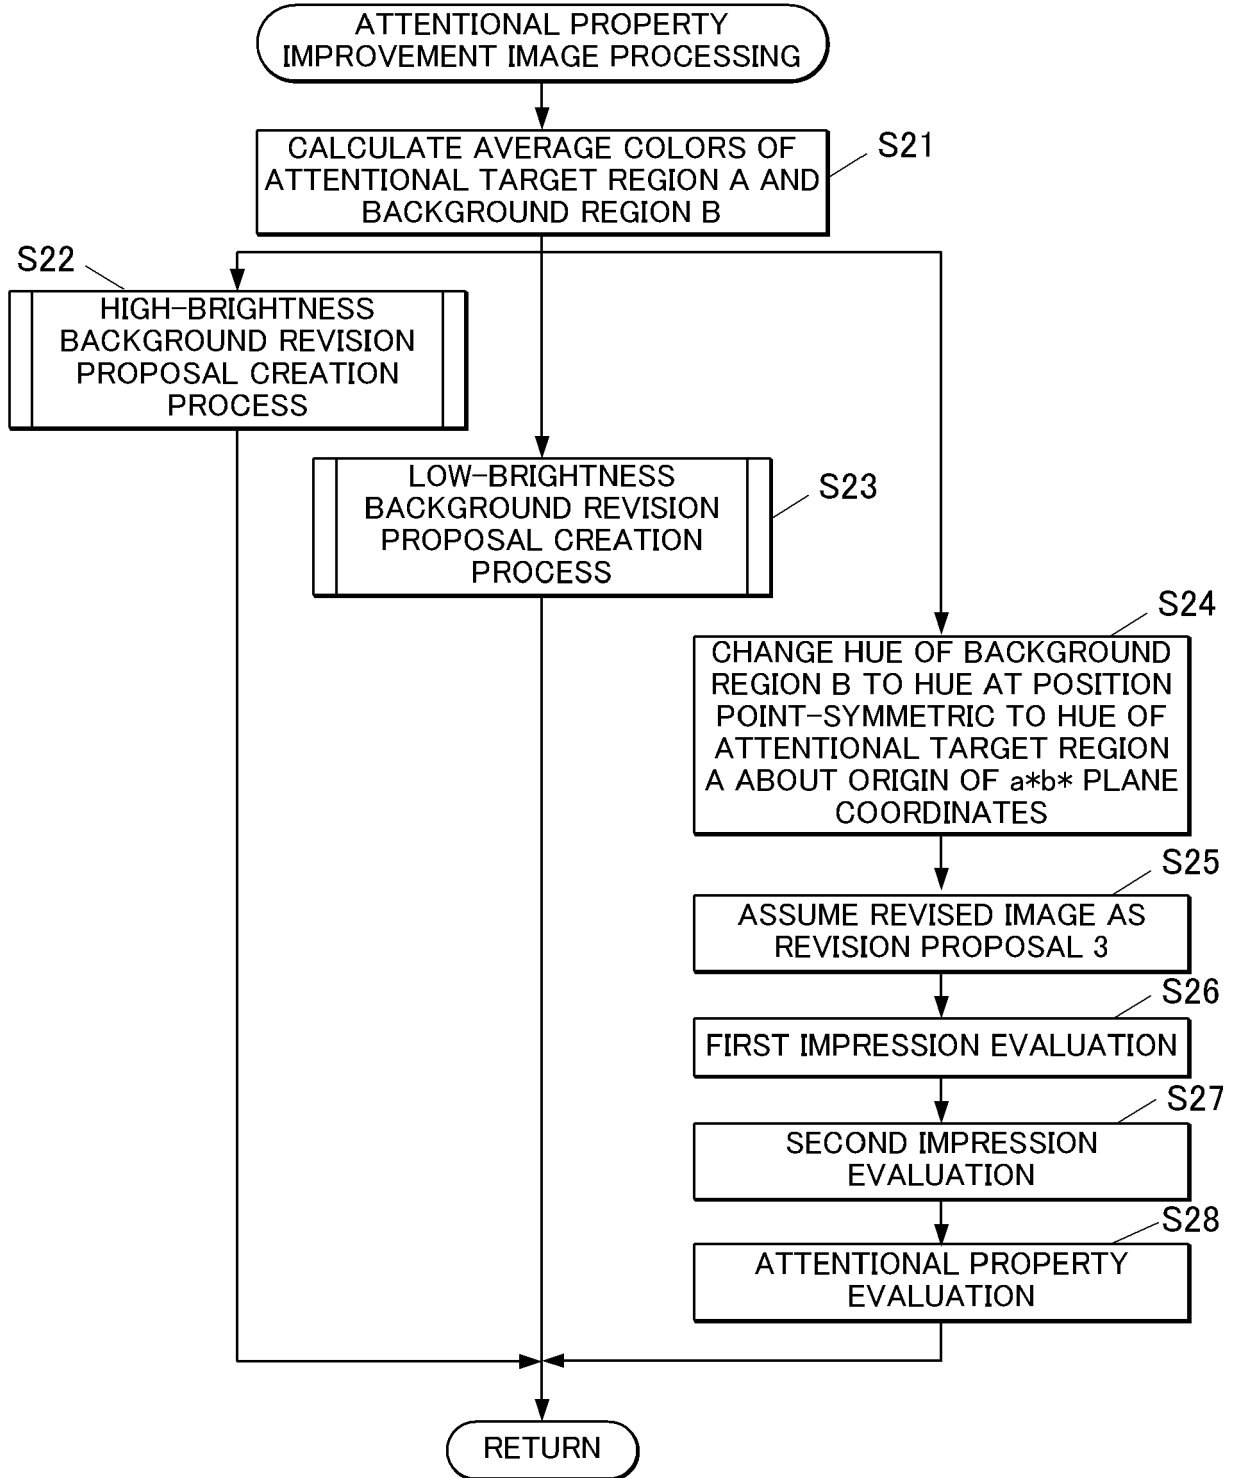 ATTENTIONAL PROPERTY
IMPROVEMENT IMAGE PROCESSING
CALCULATE AVERAGE COLORS OF
ATTENTIONAL TARGET REGION A AND
BACKGROUND REGION B
S21
S22
HIGH-BRIGHTNESS
BACKGROUND REVISION
PROPOSAL CREATION
PROCESS
LOW-BRIGHTNESS
BACKGROUND REVISION
PROPOSAL CREATION
PROCESS
S23
S24
CHANGE HUE OF BACKGROUND
REGION B TO HUE AT POSITION
POINT-SYMMETRIC TO HUE OF
ATTENTIONAL TARGET REGION
A ABOUT ORIGIN OF a*b* PLANE
COORDINATES
S25
ASSUME REVISED IMAGE AS
REVISION PROPOSAL 3
S26
FIRST IMPRESSION EVALUATION
S27
SECOND IMPRESSION
EVALUATION
S28
ATTENTIONAL PROPERTY
EVALUATION
RETURN